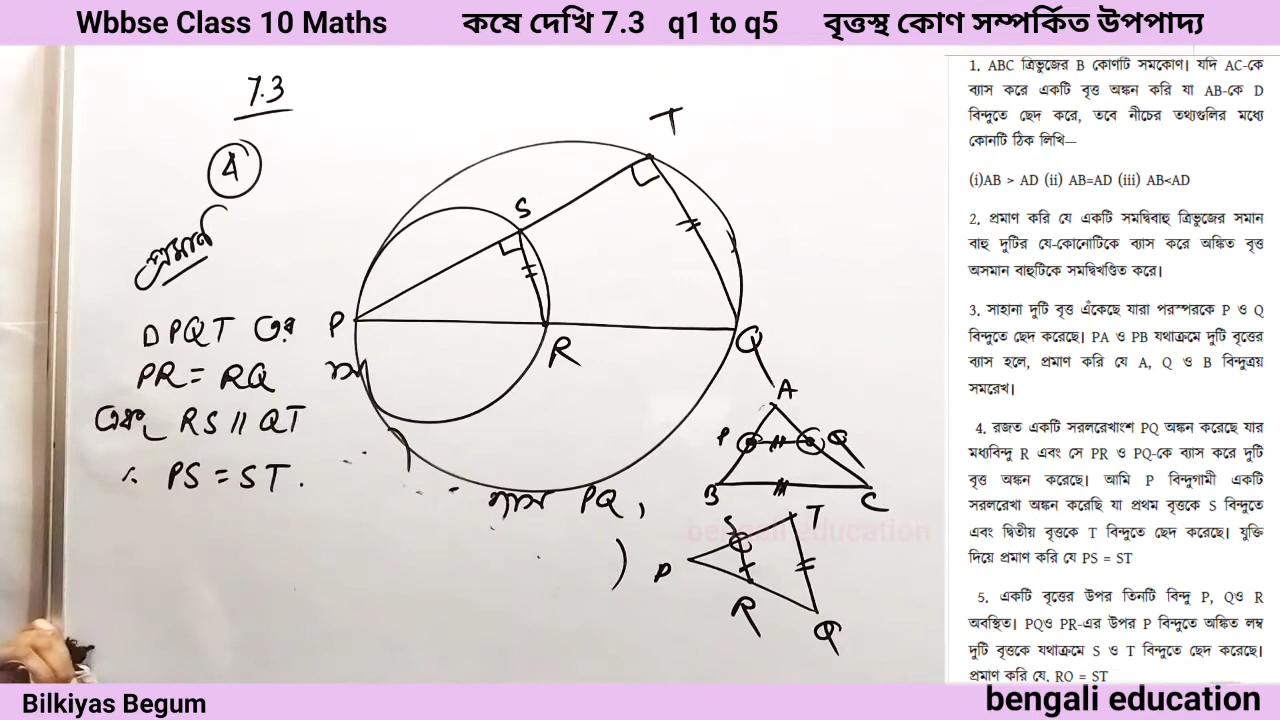 Wbbse Class 10 Maths কষে দেখি 7.3 q1 to q5 বৃত্তস্থ কোণ সম্পর্কিত উপপাদ্য
7.3
4
প্রমাণ
△PQT এর
PR = RQ
এবং RS || QT
∴ PS = ST.
T
S
P
R
Q
ব্যাস PQ,
A
P
Q
B
C
S
T
P
R
Q
bengali education
1. ABC ত্রিভুজের B কোণটি সমকোণ। যদি AC-কে
ব্যাস করে একটি বৃত্ত অঙ্কন করি যা AB-কে D
বিন্দুতে ছেদ করে, তবে নীচের তথ্যগুলির মধ্যে
কোনটি ঠিক লিখি—
(i)AB > AD (ii) AB=AD (iii) AB<AD
2. প্রমাণ করি যে একটি সমদ্বিবাহু ত্রিভুজের সমান
বাহু দুটির যে-কোনোটিকে ব্যাস করে অঙ্কিত বৃত্ত
অসমান বাহুটিকে সমদ্বিখণ্ডিত করে।
3. সাহানা দুটি বৃত্ত এঁকেছে যারা পরস্পরকে P ও Q
বিন্দুতে ছেদ করেছে। PA ও PB যথাক্রমে দুটি বৃত্তের
ব্যাস হলে, প্রমাণ করি যে A, Q ও B বিন্দুত্রয়
সমরেখ।
4. রজত একটি সরলরেখাংশ PQ অঙ্কন করেছে যার
মধ্যবিন্দু R এবং সে PR ও PQ-কে ব্যাস করে দুটি
বৃত্ত অঙ্কন করেছে। আমি P বিন্দুগামী একটি
সরলরেখা অঙ্কন করেছি যা প্রথম বৃত্তকে S বিন্দুতে
এবং দ্বিতীয় বৃত্তকে T বিন্দুতে ছেদ করেছে। যুক্তি
দিয়ে প্রমাণ করি যে PS = ST
5. একটি বৃত্তের উপর তিনটি বিন্দু P, Qও R
অবস্থিত। PQও PR-এর উপর P বিন্দুতে অঙ্কিত লম্ব
দুটি বৃত্তকে যথাক্রমে S ও T বিন্দুতে ছেদ করেছে।
প্রমাণ করি যে, RQ = ST
Bilkiyas Begum
bengali education